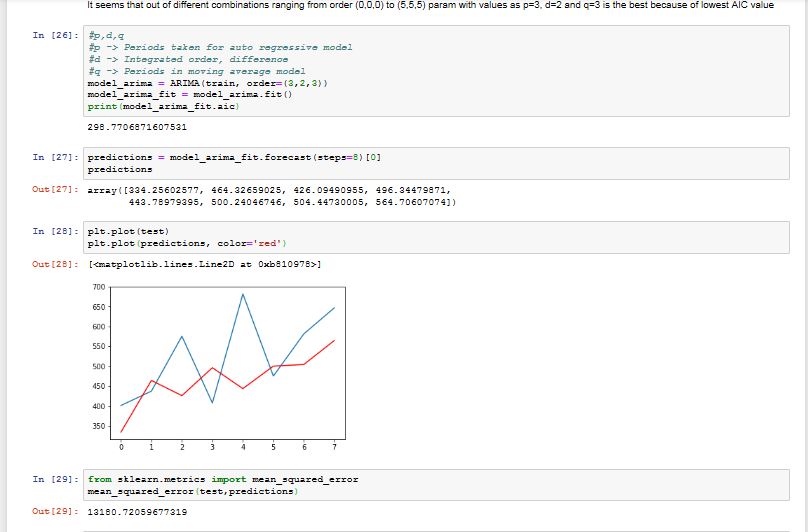 It seems that out of different combinations ranging from order (0,0,0) to (5,5,5) param with values as p=3, d=2 and q=3 is the best because of lowest AIC value
In [26]: #p,d,q
#p -> Periods taken for auto regressive model
#d -> Integrated order, difference
#q -> Periods in moving average model
model_arima = ARIMA(train, order=(3,2,3))
model_arima_fit = model_arima.fit()
print(model_arima_fit.aic)
298.7706871607531
In [27]: predictions = model_arima_fit.forecast(steps=8)[0]
predictions
Out[27]: array([334.25602577, 464.32659025, 426.09490955, 496.34479871,
443.78979395, 500.24046746, 504.44730005, 564.70607074])
In [28]: plt.plot(test)
plt.plot(predictions, color='red')
Out[28]: [<matplotlib.lines.Line2D at 0xb810978>]
700
650
600
550
500
450
400
350
0 1 2 3 4 5 6 7
In [29]: from sklearn.metrics import mean_squared_error
mean_squared_error(test,predictions)
Out[29]: 13180.72059677319